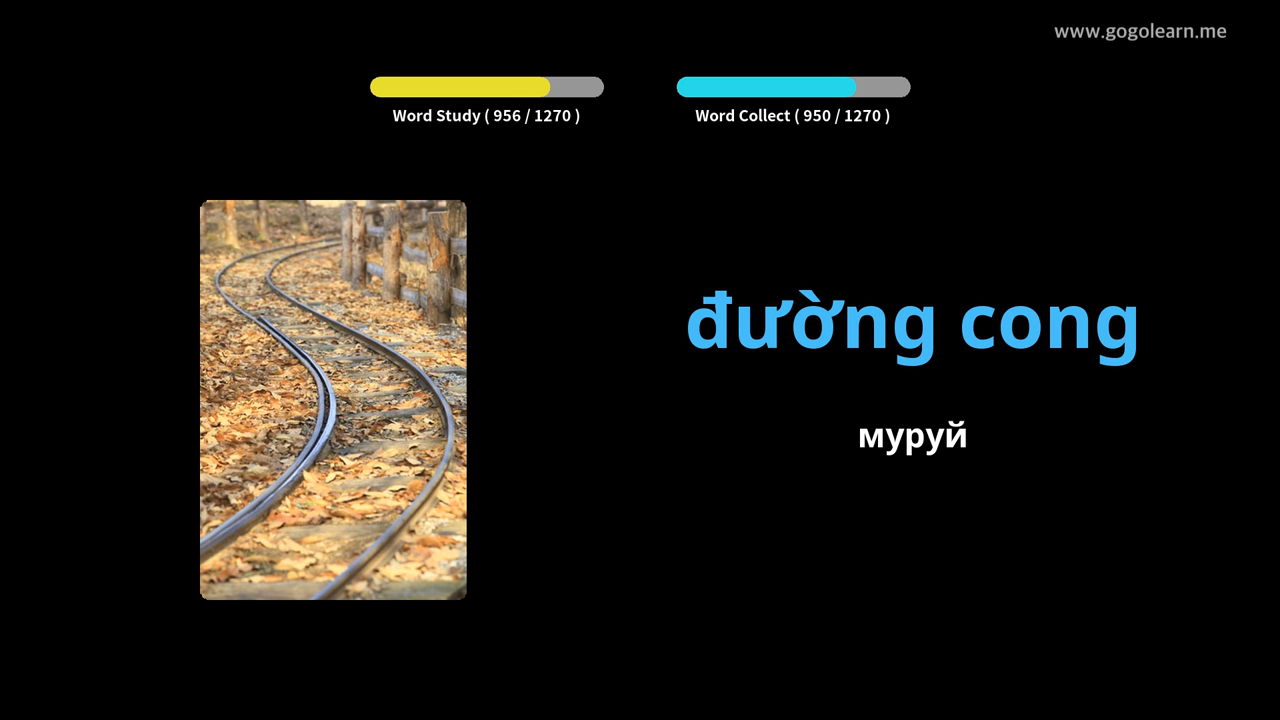 www.gogolearn.me
Word Study ( 956 / 1270 )
Word Collect ( 950 / 1270 )
đường cong
муруй